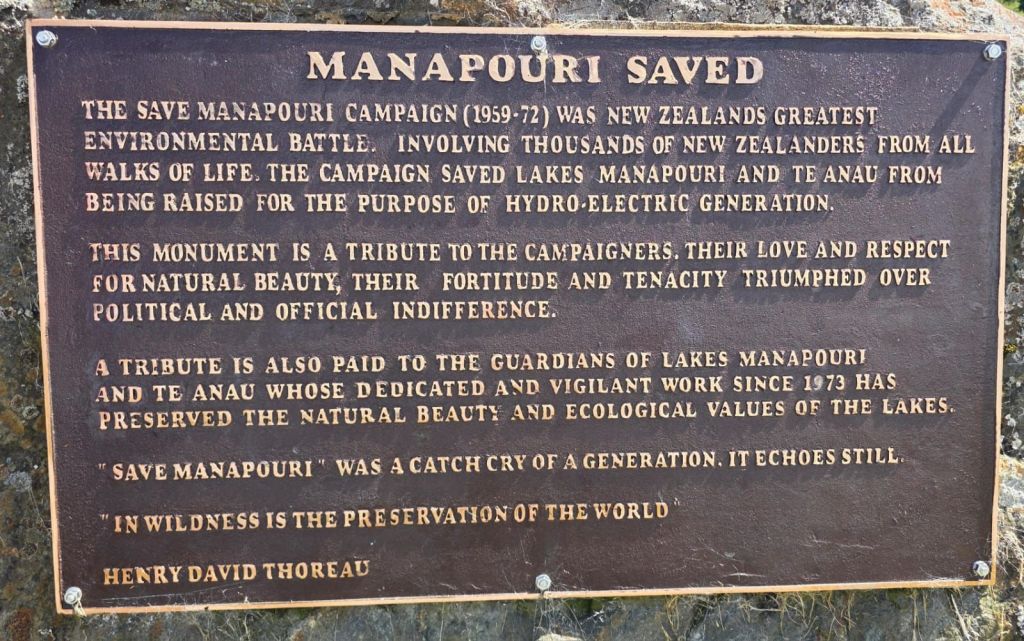 MANAPOURI SAVED
THE SAVE MANAPOURI CAMPAIGN (1959-72) WAS NEW ZEALANDS GREATEST
ENVIRONMENTAL BATTLE. INVOLVING THOUSANDS OF NEW ZEALANDERS FROM ALL
WALKS OF LIFE. THE CAMPAIGN SAVED LAKES MANAPOURI AND TE ANAU FROM
BEING RAISED FOR THE PURPOSE OF HYDRO-ELECTRIC GENERATION.
THIS MONUMENT IS A TRIBUTE TO THE CAMPAIGNERS. THEIR LOVE AND RESPECT
FOR NATURAL BEAUTY, THEIR FORTITUDE AND TENACITY TRIUMPHED OVER
POLITICAL AND OFFICIAL INDIFFERENCE.
A TRIBUTE IS ALSO PAID TO THE GUARDIANS OF LAKES MANAPOURI
AND TE ANAU WHOSE DEDICATED AND VIGILANT WORK SINCE 1973 HAS
PRESERVED THE NATURAL BEAUTY AND ECOLOGICAL VALUES OF THE LAKES.
"SAVE MANAPOURI" WAS A CATCH CRY OF A GENERATION. IT ECHOES STILL.
"IN WILDNESS IS THE PRESERVATION OF THE WORLD"
HENRY DAVID THOREAU